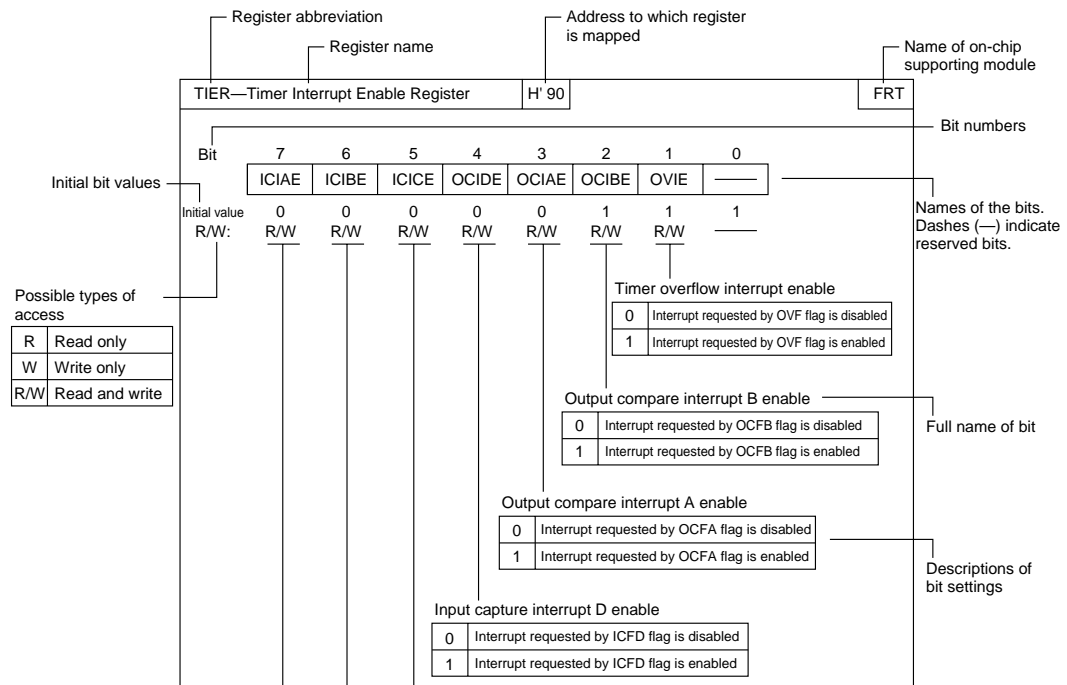 Register abbreviation
Register name
Address to which register
is mapped
Name of on-chip
supporting module
TIER—Timer Interrupt Enable Register H' 90 FRT
Bit numbers
Bit 7 6 5 4 3 2 1 0
ICIAE ICIBE ICICE OCIDE OCIAE OCIBE OVIE —
Initial bit values
Initial value 0 0 0 0 0 1 1 1
R/W: R/W R/W R/W R/W R/W R/W R/W —
Names of the bits.
Dashes (—) indicate
reserved bits.
Possible types of
access
R Read only
W Write only
R/W Read and write
Timer overflow interrupt enable
0 Interrupt requested by OVF flag is disabled
1 Interrupt requested by OVF flag is enabled
Output compare interrupt B enable
0 Interrupt requested by OCFB flag is disabled
1 Interrupt requested by OCFB flag is enabled
Full name of bit
Output compare interrupt A enable
0 Interrupt requested by OCFA flag is disabled
1 Interrupt requested by OCFA flag is enabled
Descriptions of
bit settings
Input capture interrupt D enable
0 Interrupt requested by ICFD flag is disabled
1 Interrupt requested by ICFD flag is enabled